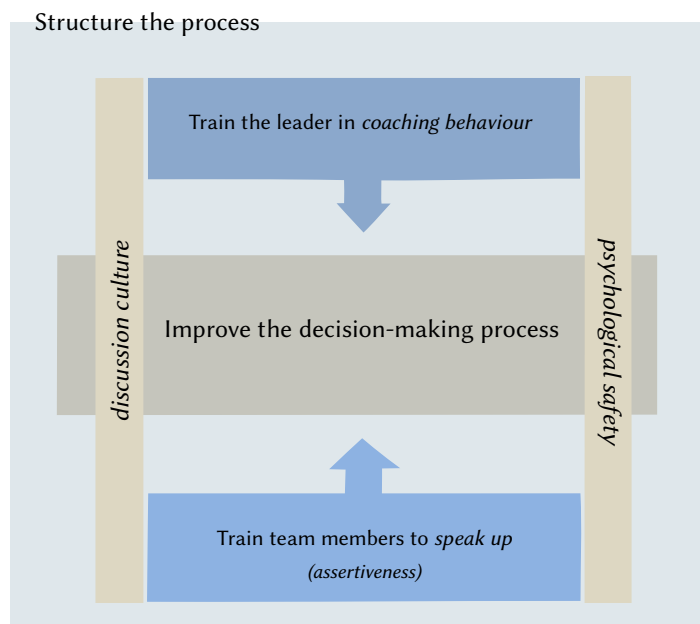 Structure the process
Train the leader in coaching behaviour
discussion culture
psychological safety
Improve the decision-making process
Train team members to speak up
(assertiveness)